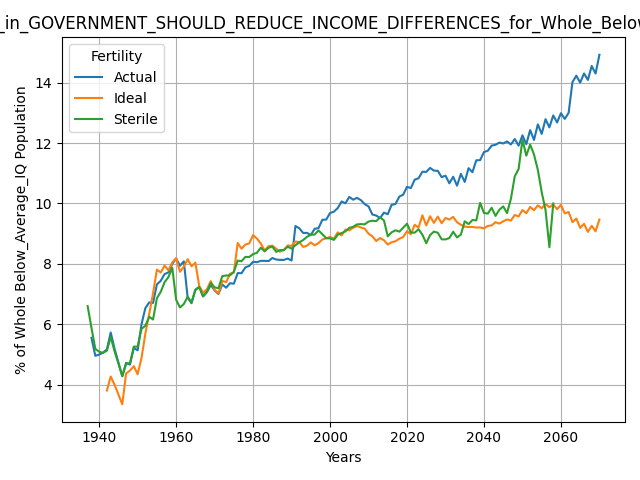 _in_GOVERNMENT_SHOULD_REDUCE_INCOME_DIFFERENCES_for_Whole_Below
Fertility
Actual
Ideal
Sterile
% of Whole Below_Average_IQ Population
14
12
10
8
6
4
1940 1960 1980 2000 2020 2040 2060
Years